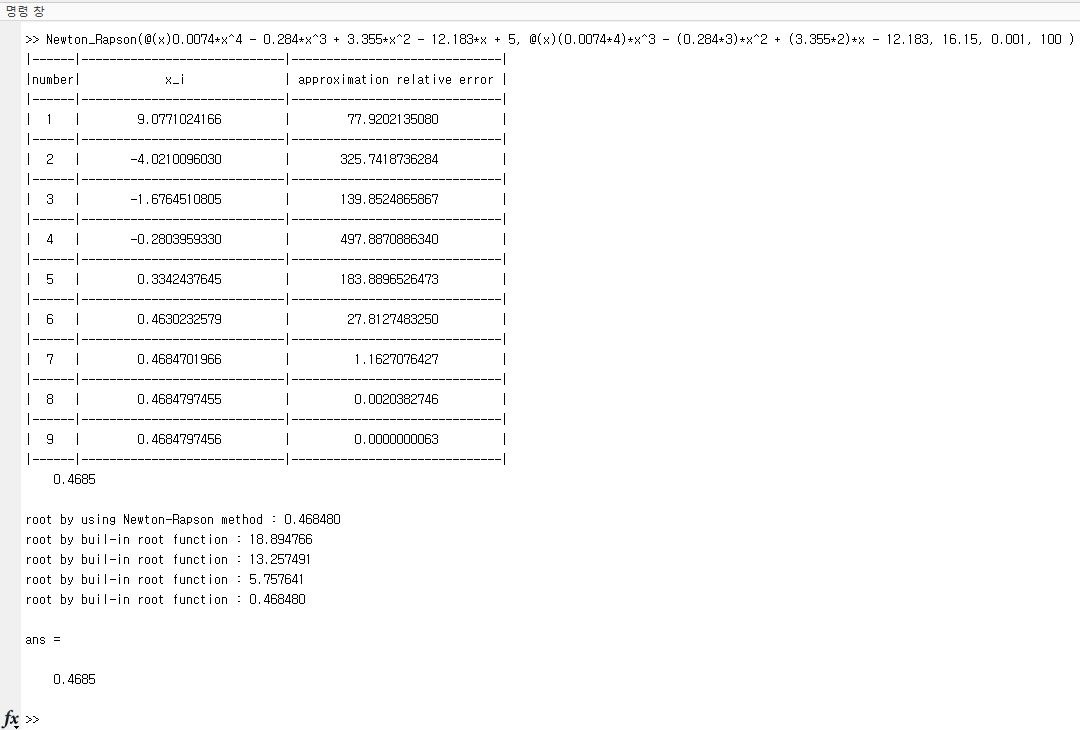 명령 창
>> Newton_Rapson(@(x)0.0074*x^4 - 0.284*x^3 + 3.355*x^2 - 12.183*x + 5, @(x)(0.0074*4)*x^3 - (0.284*3)*x^2 + (3.355*2)*x - 12.183, 16.15, 0.001, 100 )
|------|-----------------------------|------------------------------|
|number| x_i | approximation relative error |
|------|-----------------------------|------------------------------|
| 1 | 9.0771024166 | 77.9202135080 |
|------|-----------------------------|------------------------------|
| 2 | -4.0210096030 | 325.7418736284 |
|------|-----------------------------|------------------------------|
| 3 | -1.6764510805 | 139.8524865867 |
|------|-----------------------------|------------------------------|
| 4 | -0.2803959330 | 497.8870886340 |
|------|-----------------------------|------------------------------|
| 5 | 0.3342437645 | 183.8896526473 |
|------|-----------------------------|------------------------------|
| 6 | 0.4630232579 | 27.8127483250 |
|------|-----------------------------|------------------------------|
| 7 | 0.4684701966 | 1.1627076427 |
|------|-----------------------------|------------------------------|
| 8 | 0.4684797455 | 0.0020382746 |
|------|-----------------------------|------------------------------|
| 9 | 0.4684797456 | 0.0000000063 |
|------|-----------------------------|------------------------------|
0.4685
root by using Newton-Rapson method : 0.468480
root by buil-in root function : 18.894766
root by buil-in root function : 13.257491
root by buil-in root function : 5.757641
root by buil-in root function : 0.468480
ans =
0.4685
fx >>